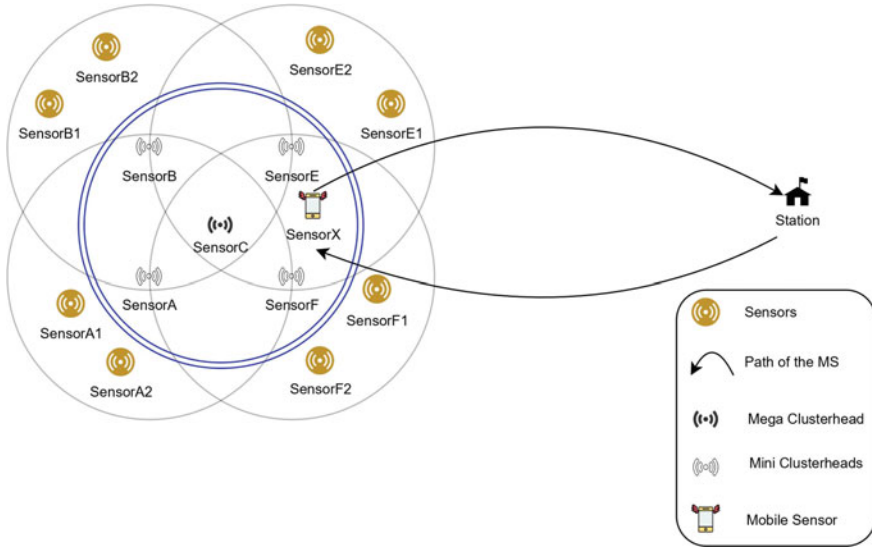 SensorB2
SensorE2
SensorB1
SensorE1
SensorB
SensorE
SensorX
Station
SensorC
SensorA
SensorF
SensorA1
SensorF1
SensorA2
SensorF2
Sensors
Path of the MS
Mega Clusterhead
Mini Clusterheads
Mobile Sensor